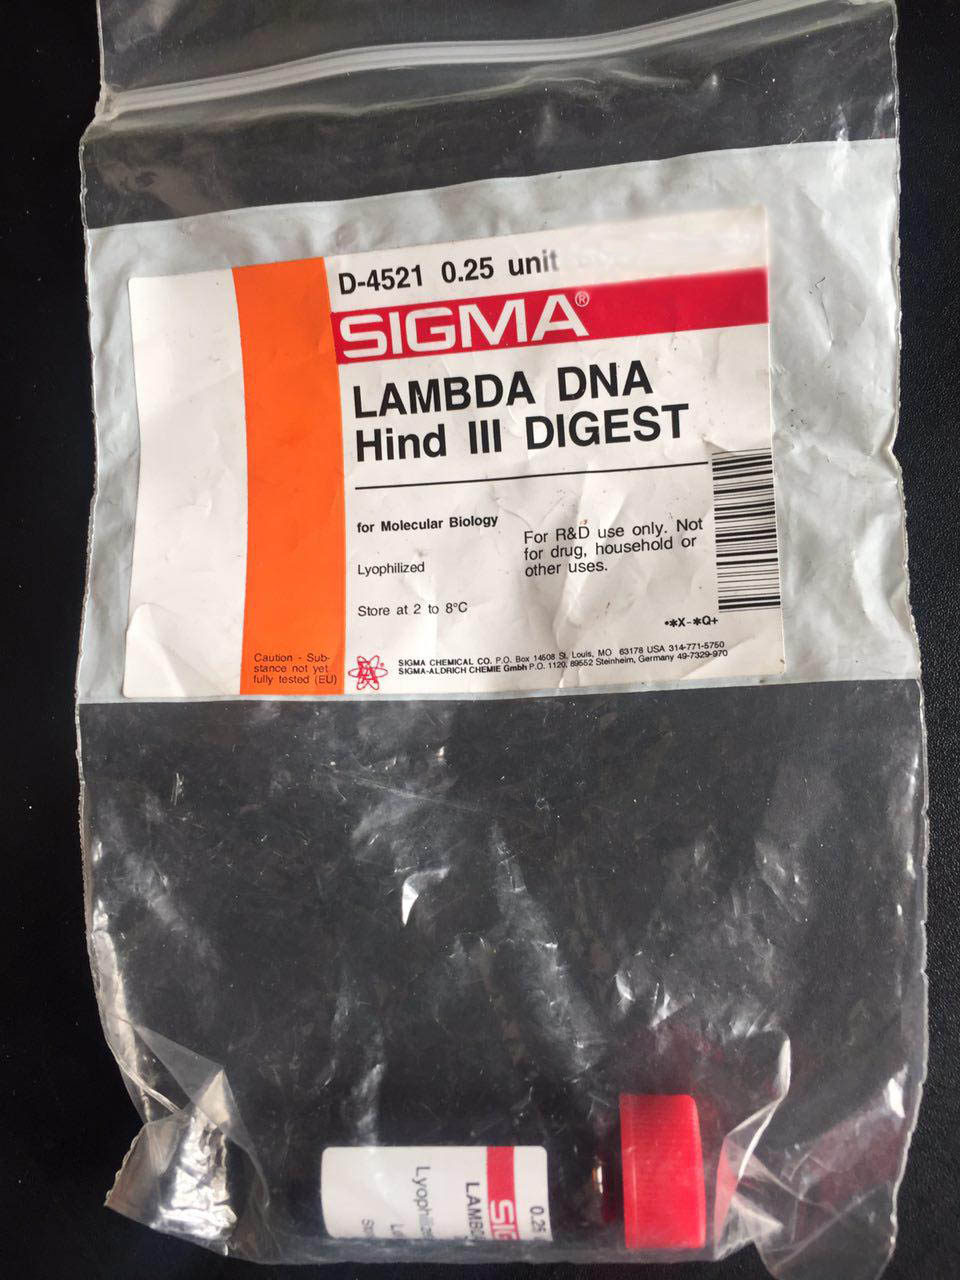 D-4521 0.25 unit
SIGMA®
LAMBDA DNA
Hind III DIGEST
for Molecular Biology
Lyophilized
Store at 2 to 8°C
For R&D use only. Not
for drug, household or
other uses.
•*X-*Q+
Caution - Sub-
stance not yet
fully tested (EU)
SIGMA CHEMICAL CO. P.O. Box 14508 St. Louis, MO 63178 USA 314-771-5750
SIGMA-ALDRICH CHEMIE Gmbh P.O. 1120, 89552 Steinheim, Germany 49-7329-970
SIG